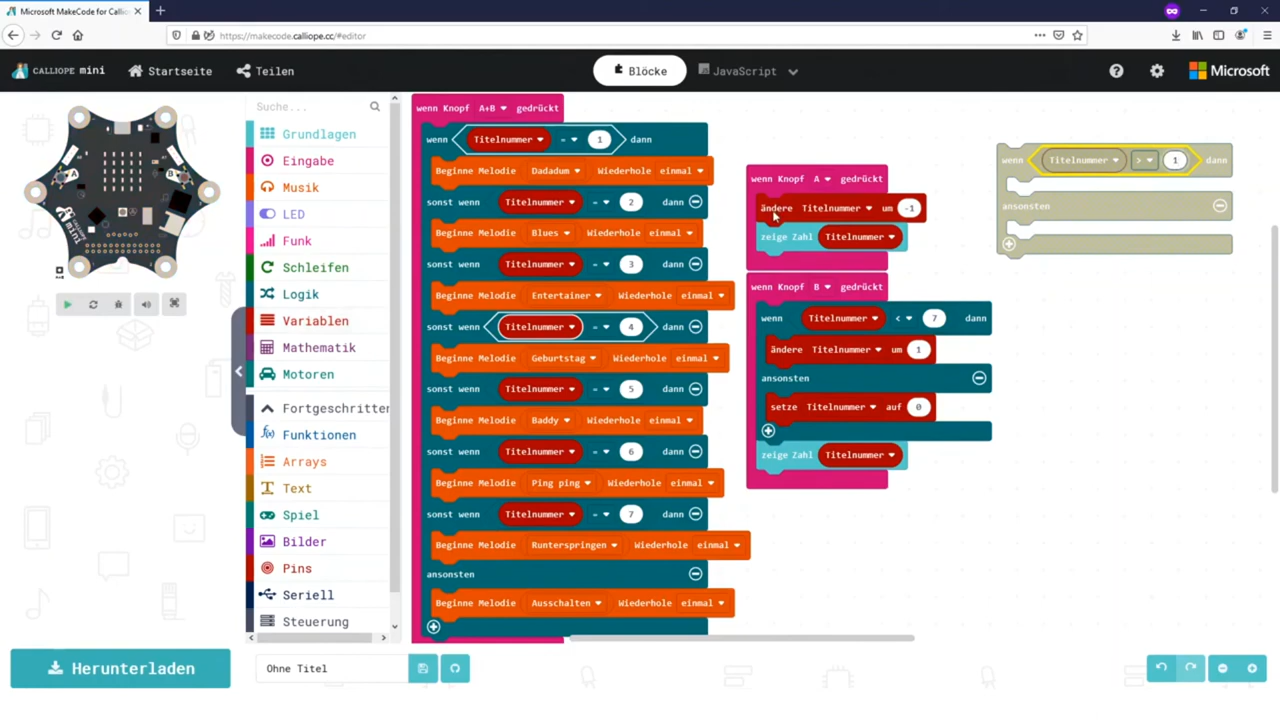 Microsoft MakeCode for Calliop
https://makecode.calliope.cc/#editor
CALLIOPE mini
Startseite
Teilen
Blöcke
JavaScript
Microsoft
A
B
mini
Suche...
Grundlagen
Eingabe
Musik
LED
Funk
Schleifen
Logik
Variablen
Mathematik
Motoren
Fortgeschritten
Funktionen
Arrays
Text
Spiel
Bilder
Pins
Seriell
Steuerung
wenn Knopf A+B gedrückt
wenn Titelnummer = 1 dann
Beginne Melodie Dadadum Wiederhole einmal
sonst wenn Titelnummer = 2 dann
Beginne Melodie Blues Wiederhole einmal
sonst wenn Titelnummer = 3 dann
Beginne Melodie Entertainer Wiederhole einmal
sonst wenn Titelnummer = 4 dann
Beginne Melodie Geburtstag Wiederhole einmal
sonst wenn Titelnummer = 5 dann
Beginne Melodie Baddy Wiederhole einmal
sonst wenn Titelnummer = 6 dann
Beginne Melodie Ping ping Wiederhole einmal
sonst wenn Titelnummer = 7 dann
Beginne Melodie Runterspringen Wiederhole einmal
ansonsten
Beginne Melodie Ausschalten Wiederhole einmal
wenn Knopf A gedrückt
ändere Titelnummer um -1
zeige Zahl Titelnummer
wenn Knopf B gedrückt
wenn Titelnummer < 7 dann
ändere Titelnummer um 1
ansonsten
setze Titelnummer auf 0
zeige Zahl Titelnummer
wenn Titelnummer > 1 dann
ansonsten
Herunterladen
Ohne Titel